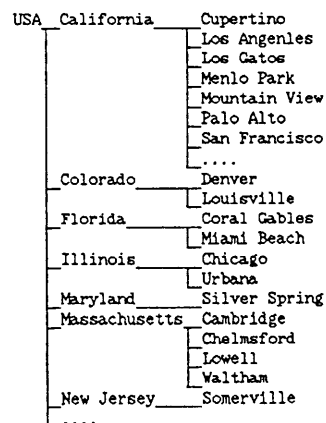 USA California Cupertino
Los Angenles
Los Gatos
Menlo Park
Mountain View
Palo Alto
San Francisco
....
Colorado Denver
Louisville
Florida Coral Gables
Miami Beach
Illinois Chicago
Urbana
Maryland Silver Spring
Massachusetts Cambridge
Chelmsford
Lowell
Waltham
New Jersey Somerville
....